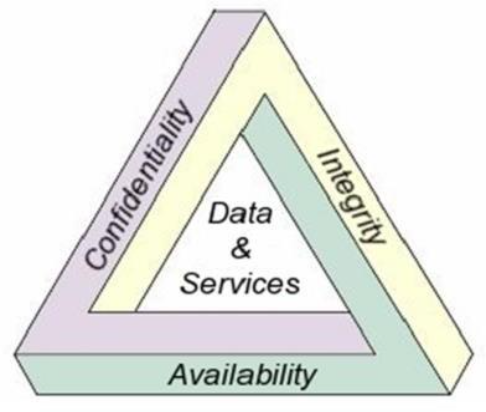 Confidentiality
Integrity
Data
&
Services
Availability